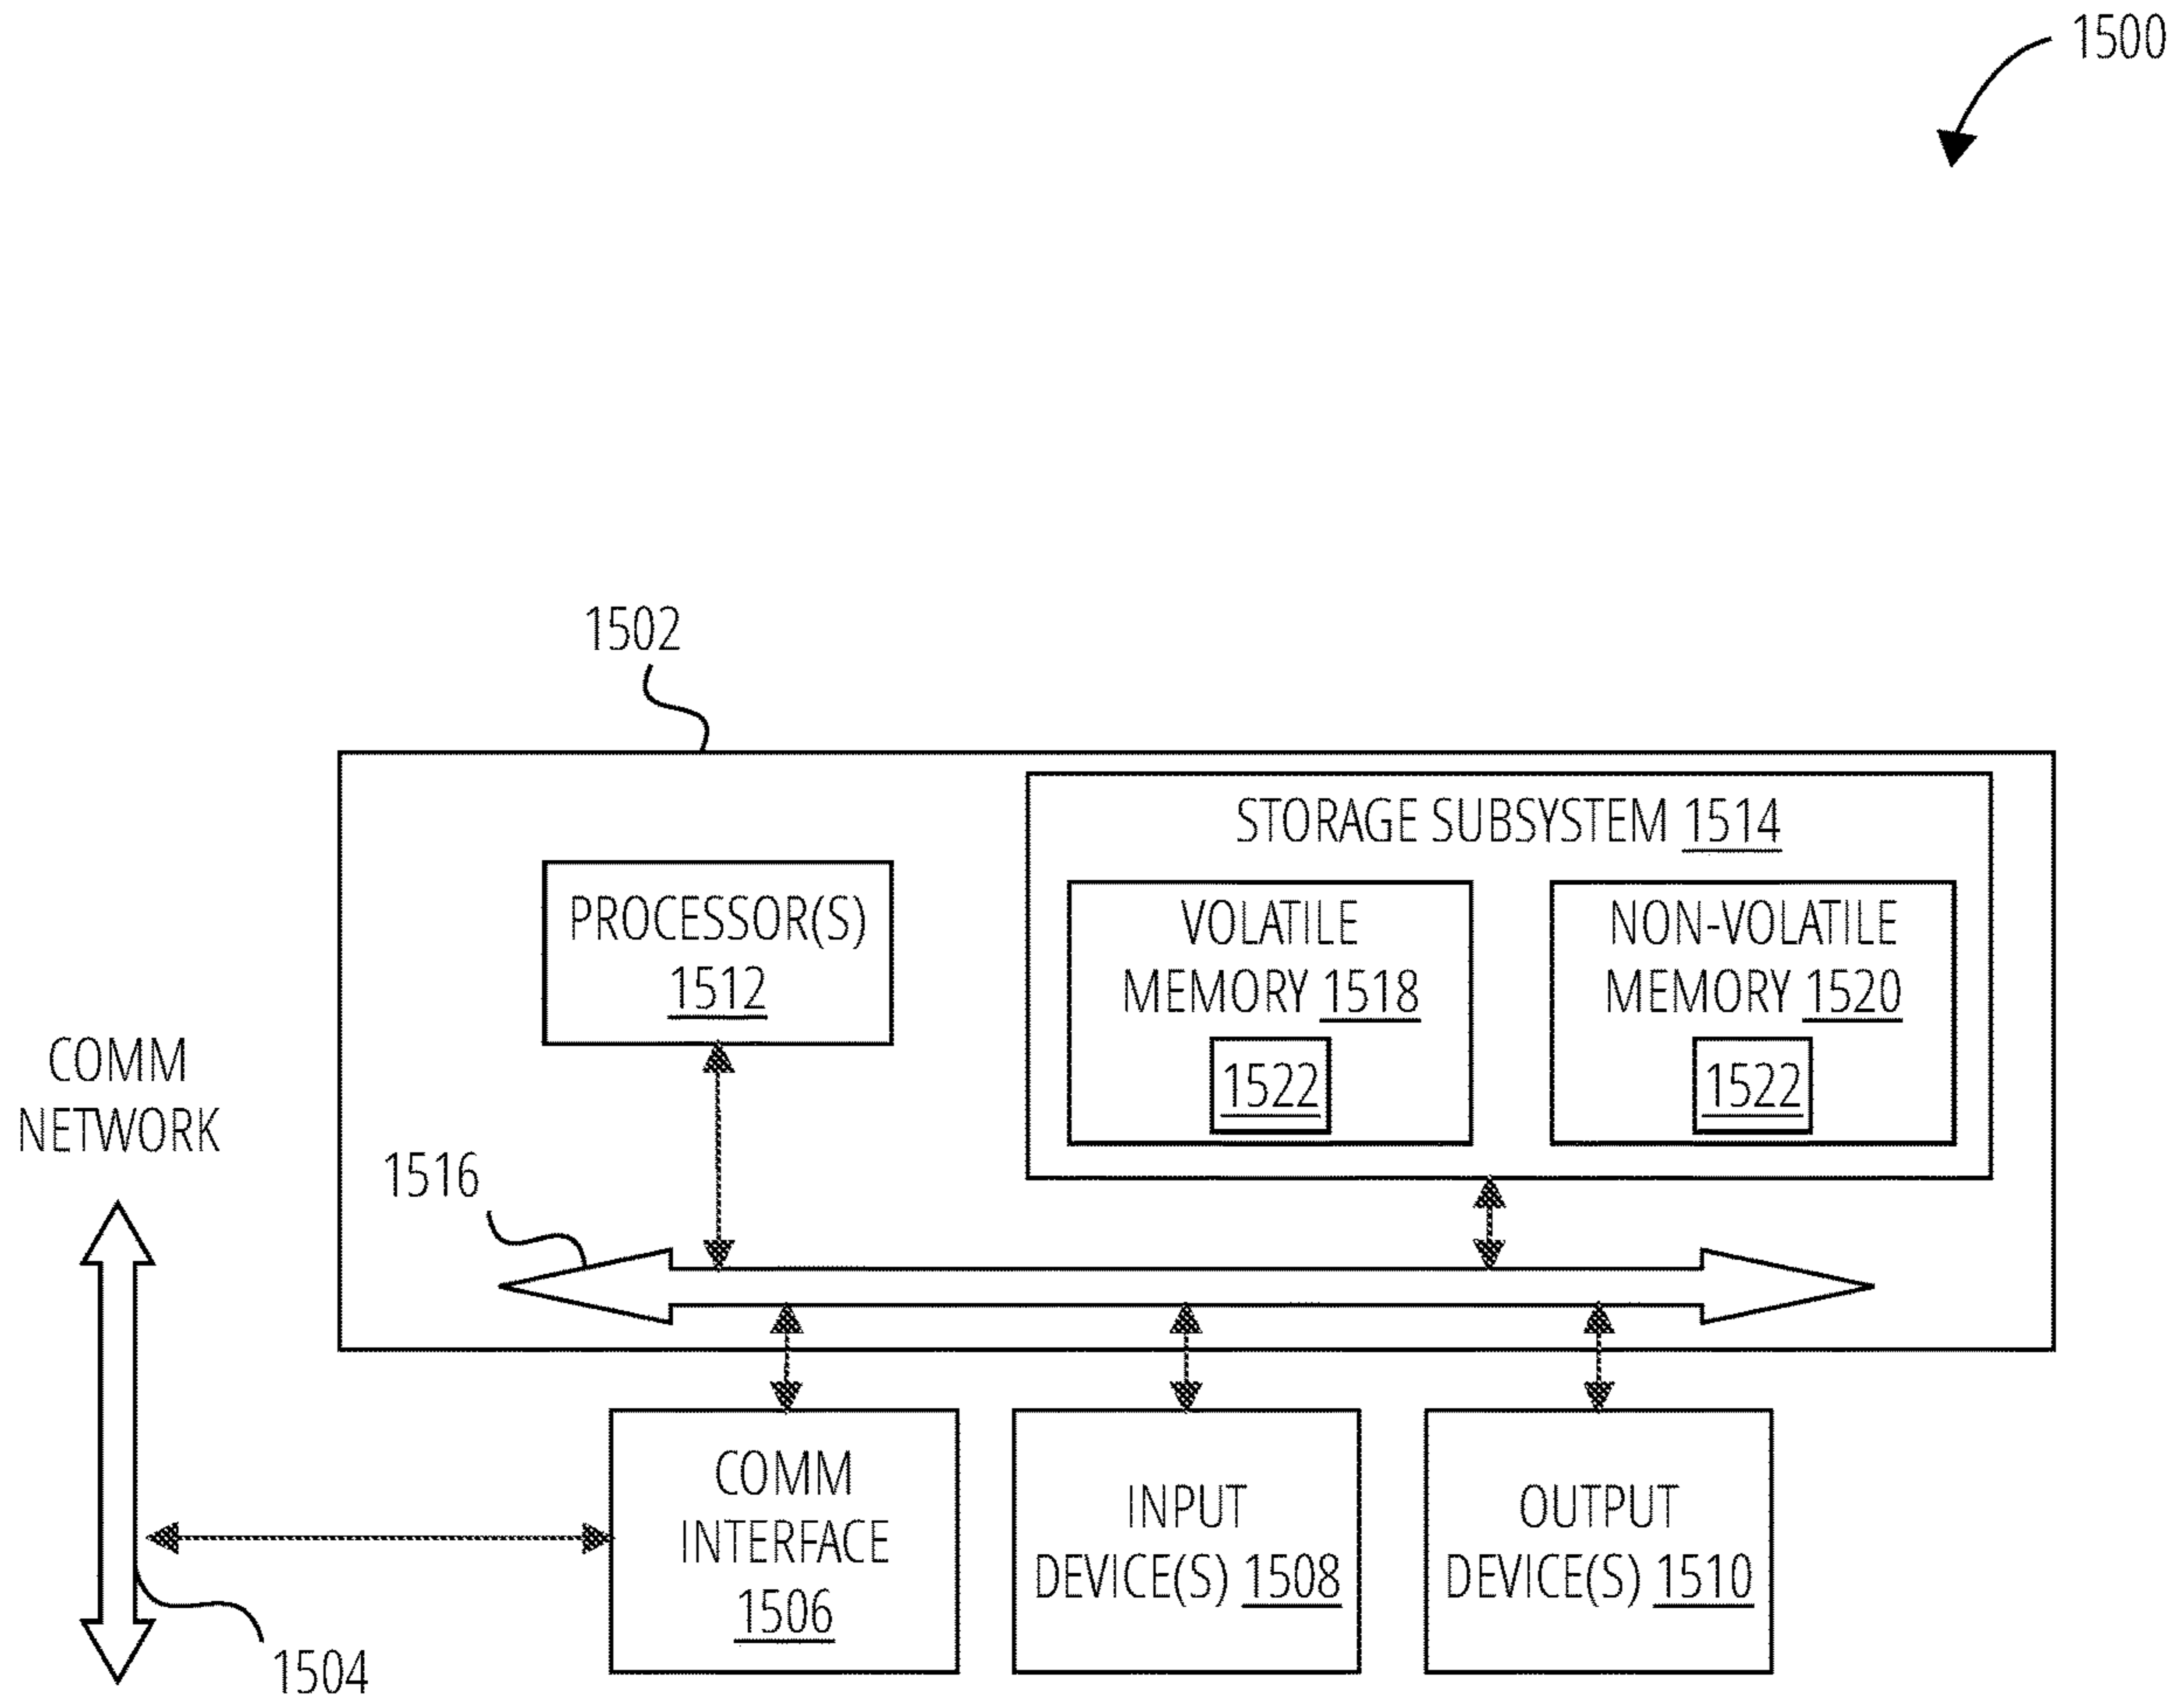 1500
1502
STORAGE SUBSYSTEM 1514
PROCESSOR(S)
1512
VOLATILE
MEMORY 1518
1522
NON-VOLATILE
MEMORY 1520
1522
COMM
NETWORK
1516
COMM
INTERFACE
1506
INPUT
DEVICE(S) 1508
OUTPUT
DEVICE(S) 1510
1504